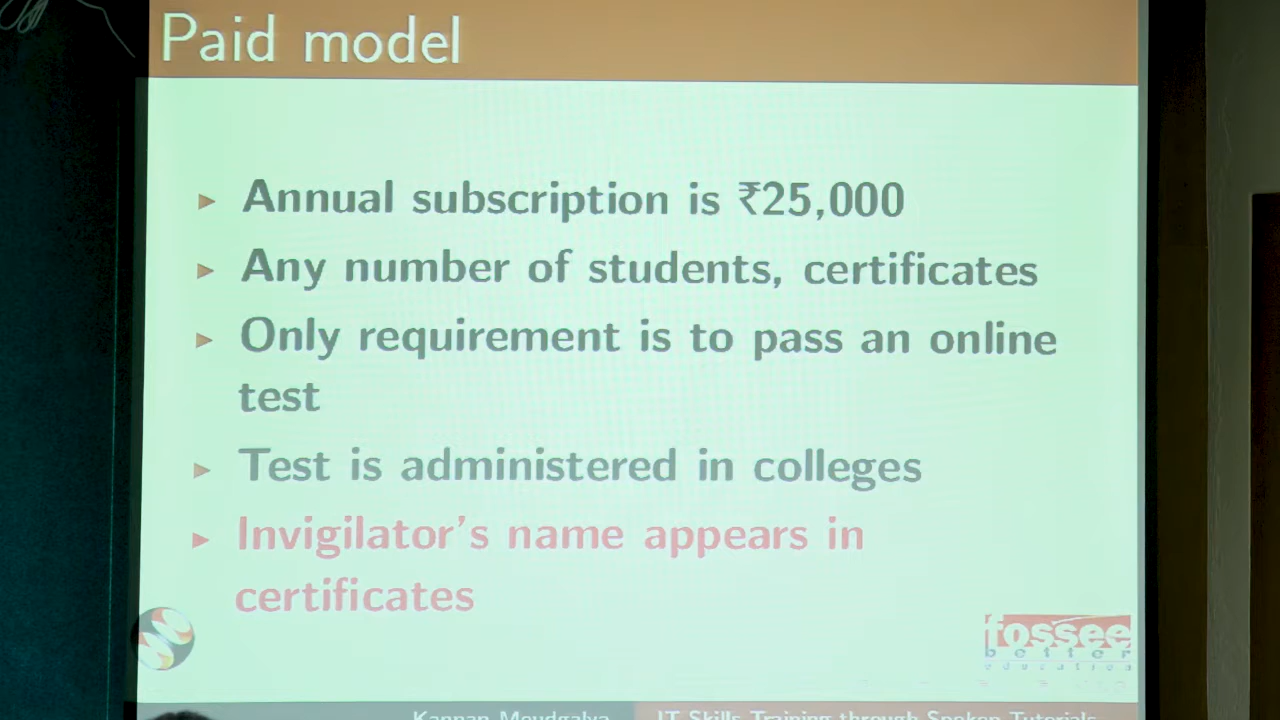 Paid model
Annual subscription is ₹25,000
Any number of students, certificates
Only requirement is to pass an online
test
Test is administered in colleges
Invigilator's name appears in
certificates
fossee
better
education
Kannan Moudgalya
IT Skills Training through Spoken Tutorials